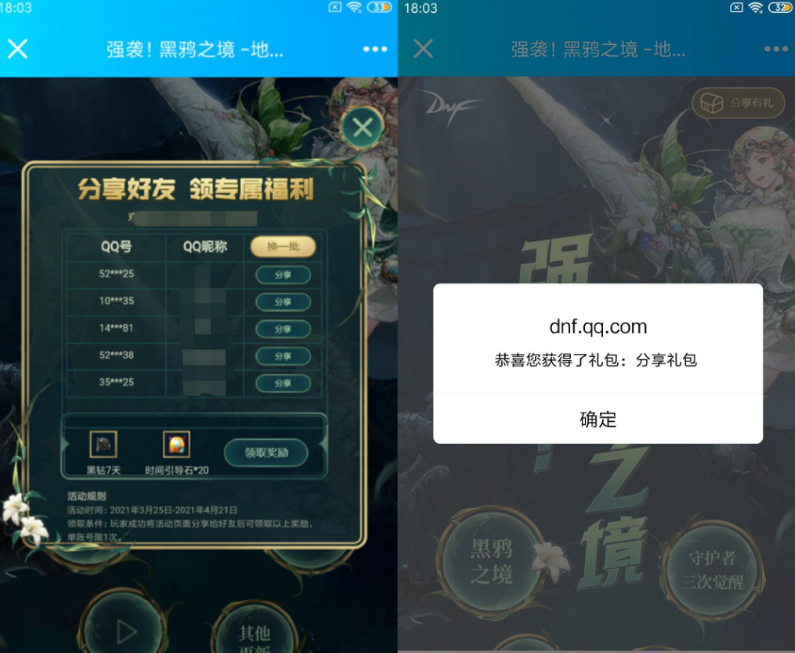 18:03
33
强袭！黑鸦之境 -地...
分享好友 领专属福利
QQ号
QQ昵称
换一批
52***25
分享
10***35
分享
14***81
分享
52***38
分享
35***25
分享
领取奖励
黑钻7天
时间引导石*20
活动规则
活动时间：2021年3月25日-2021年4月21日
领取条件：玩家成功将活动页面分享给好友后可领取以上奖励，
单账号限1次。
其他
更新
18:03
32
强袭！黑鸦之境 -地...
DNF
分享有礼
强
dnf.qq.com
恭喜您获得了礼包：分享礼包
确定
之
境
黑鸦
之境
守护者
三次觉醒